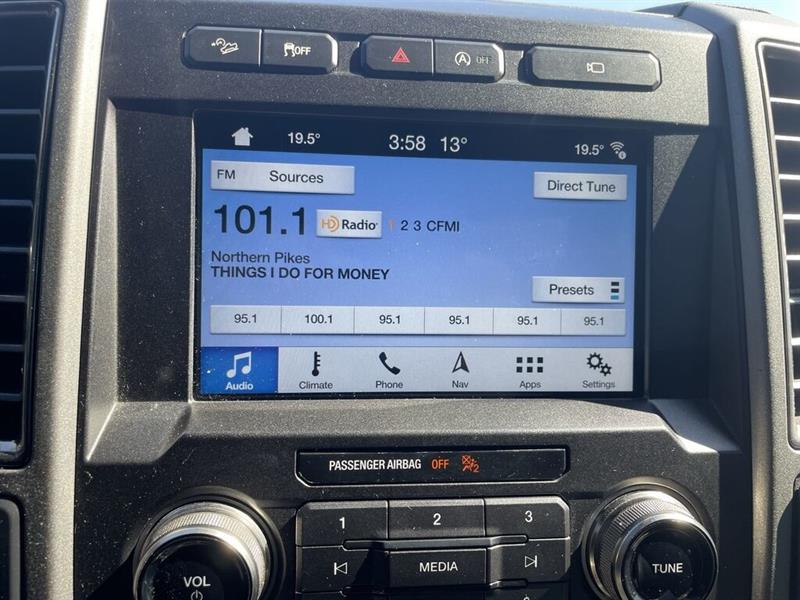 OFF
A OFF
19.5° 3:58 13° 19.5°
FM Sources Direct Tune
101.1 HD Radio 1 2 3 CFMI
Northern Pikes
THINGS I DO FOR MONEY
Presets
95.1 100.1 95.1 95.1 95.1 95.1
Audio Climate Phone Nav Apps Settings
PASSENGER AIRBAG OFF 2
1 2 3
VOL MEDIA TUNE